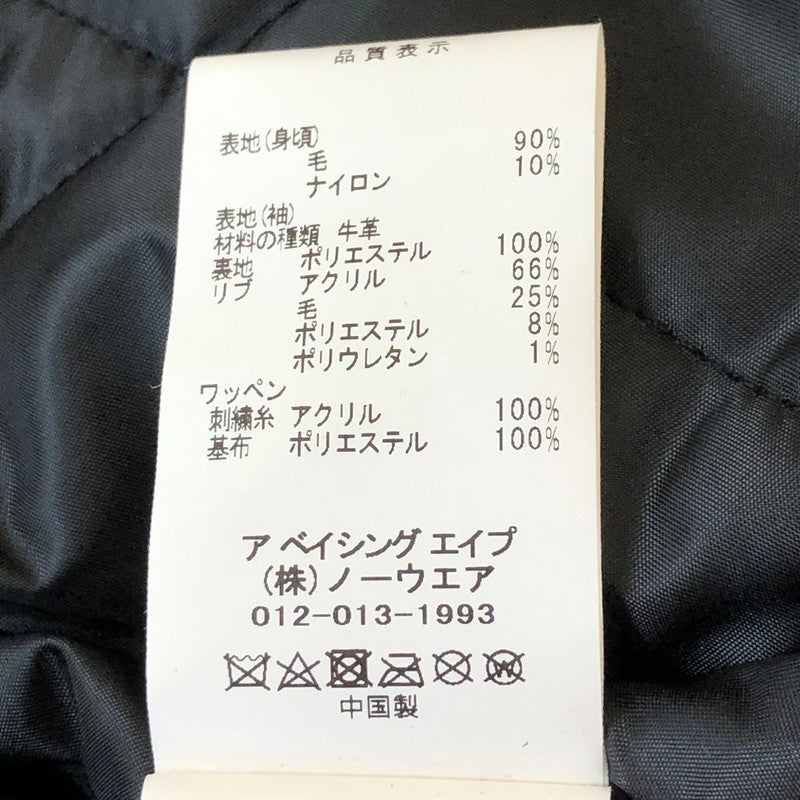 品質表示
表地(身頃)
毛 90%
ナイロン 10%
表地(袖)
材料の種類 牛革
裏地 ポリエステル 100%
リブ アクリル 66%
毛 25%
ポリエステル 8%
ポリウレタン 1%
ワッペン
刺繍糸 アクリル 100%
基布 ポリエステル 100%
ア ベイシング エイプ
(株)ノーウエア
012-013-1993
W
中国製